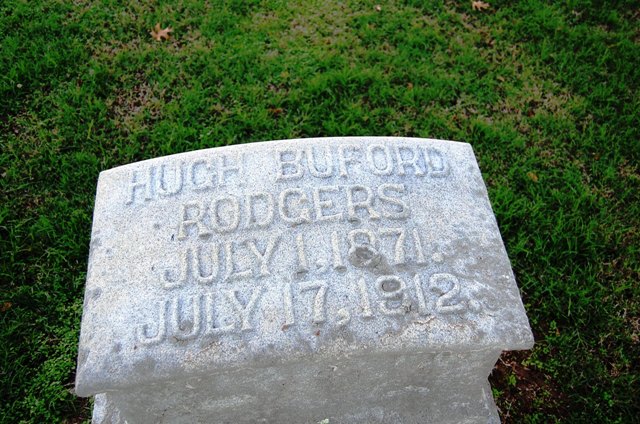 HUGH BUFORD
RODGERS
JULY 1, 1871.
JULY 17, 1912.